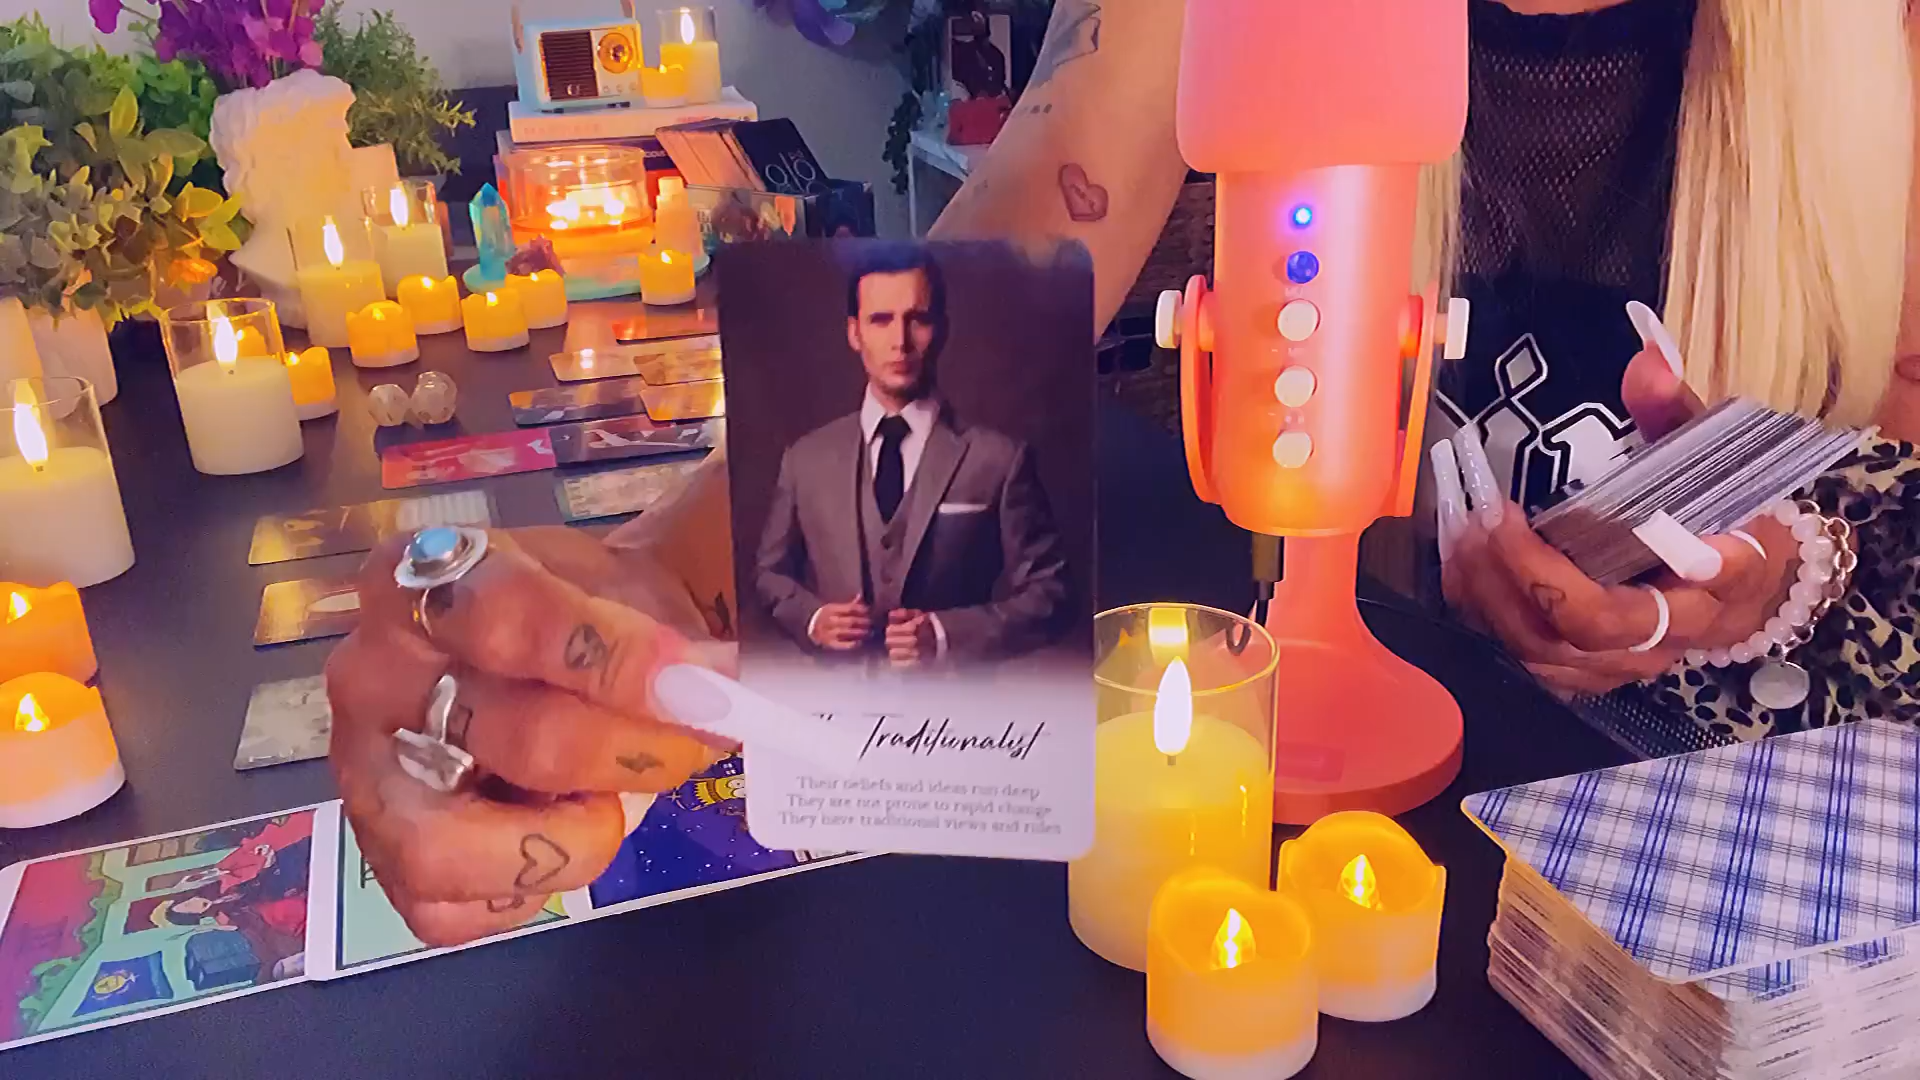 Traditionalist
Their beliefs and ideas run deep
They are not prone to rapid change
They have traditional views and rules